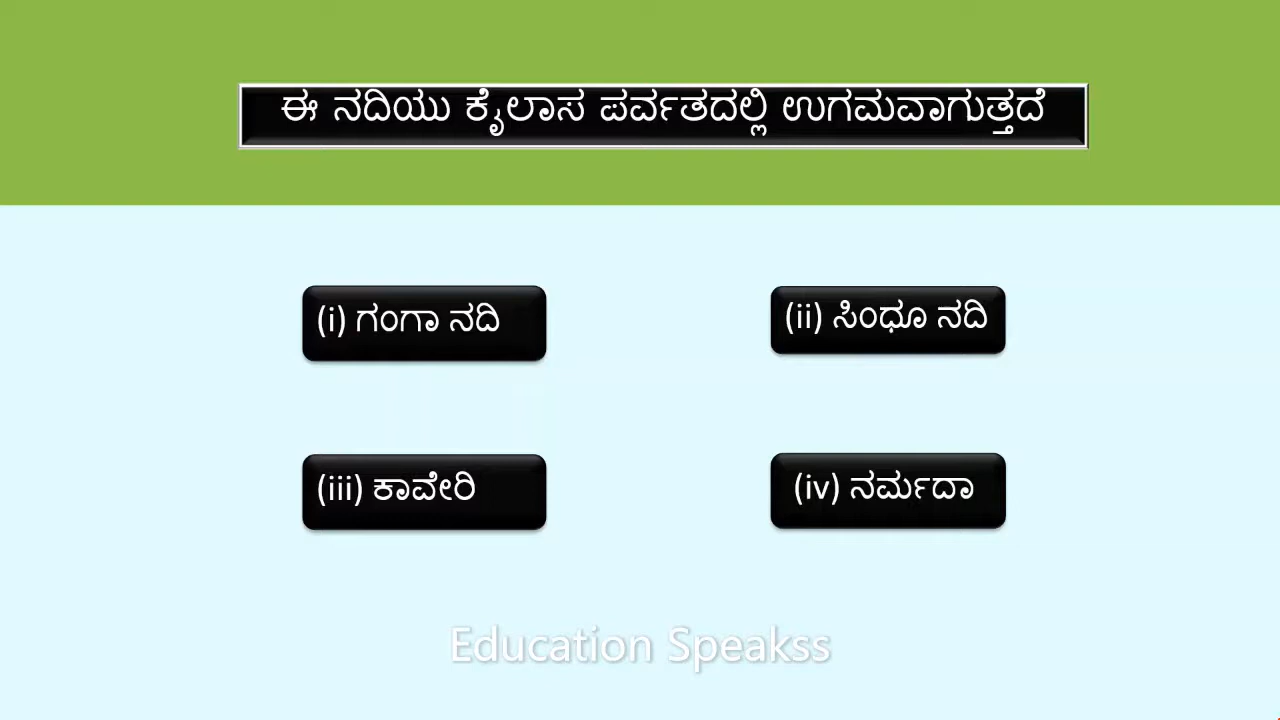 ಈ ನದಿಯು ಕೈಲಾಸ ಪರ್ವತದಲ್ಲಿ ಉಗಮವಾಗುತ್ತದೆ
(i) ಗಂಗಾ ನದಿ
(ii) ಸಿಂಧೂ ನದಿ
(iii) ಕಾವೇರಿ
(iv) ನರ್ಮದಾ
Education Speakss